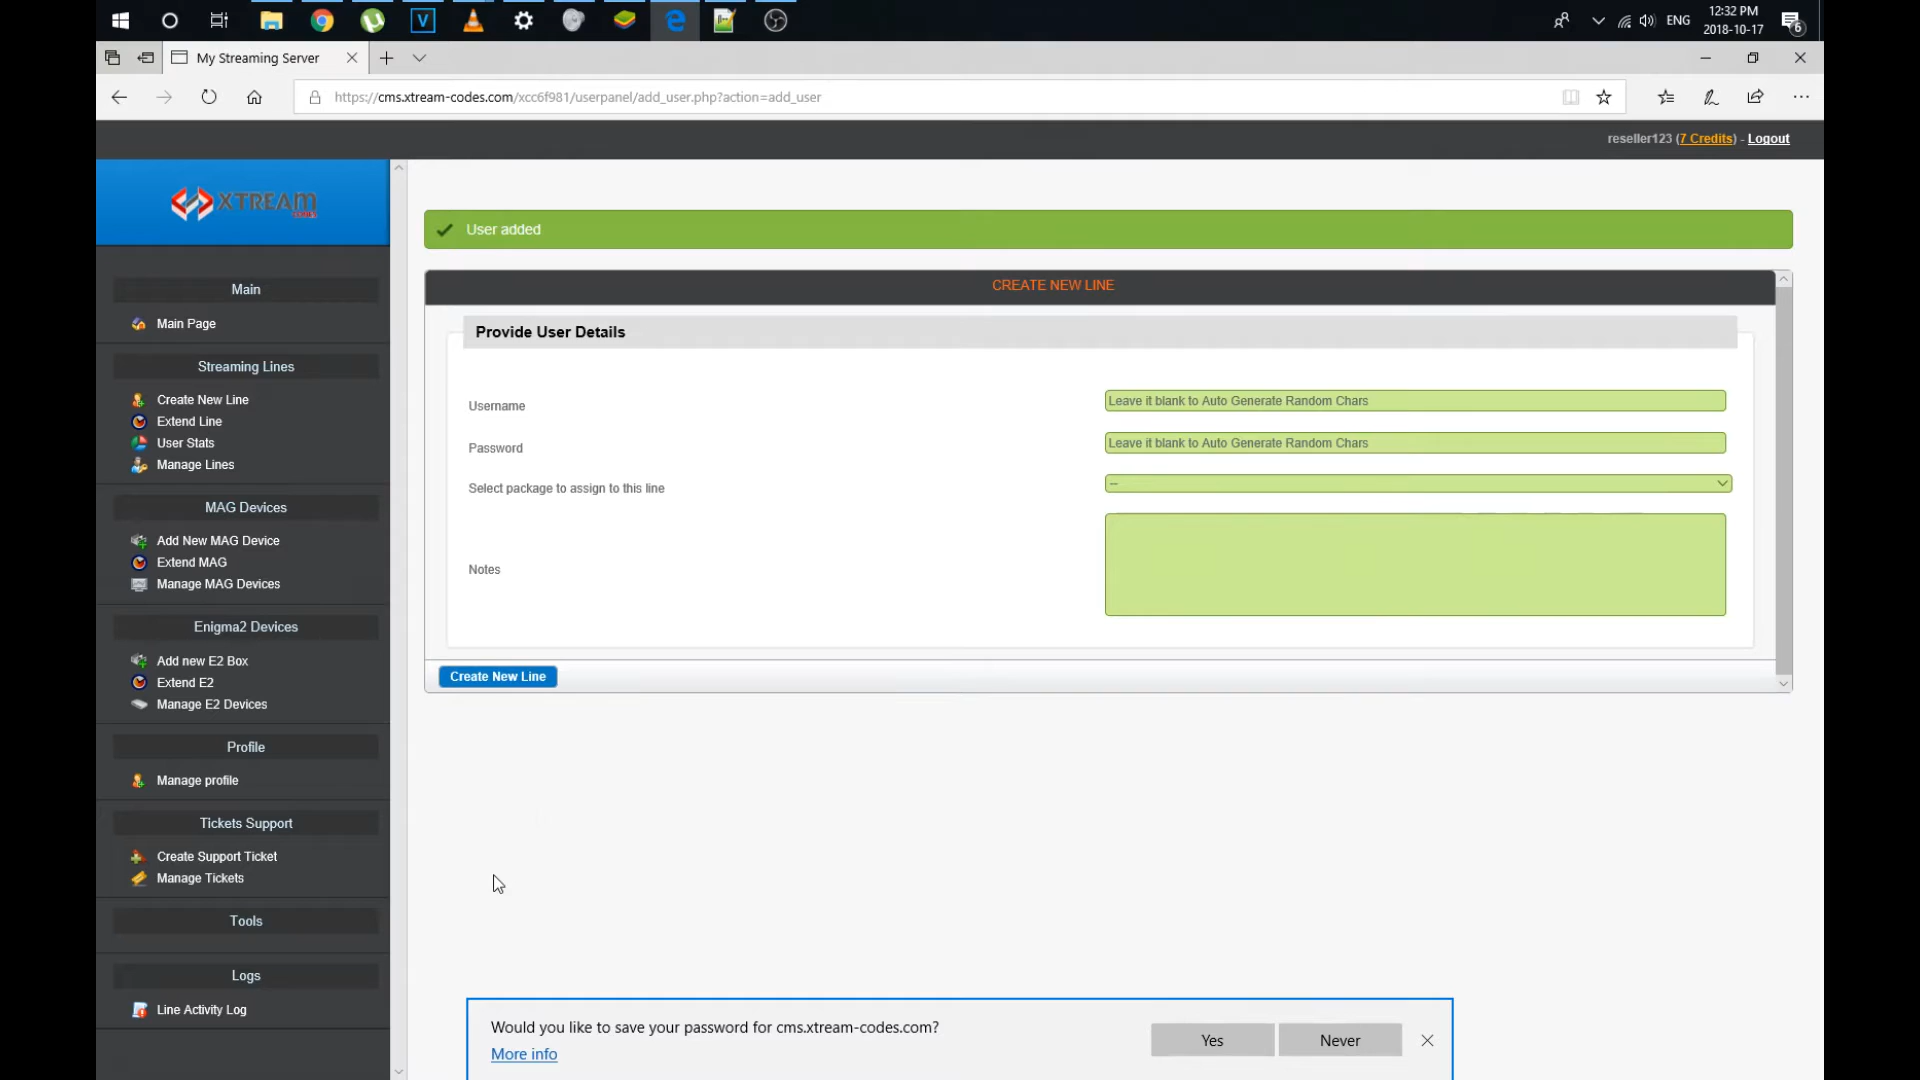 ENG
12:32 PM
2018-10-17
6
My Streaming Server
https://cms.xtream-codes.com/xcc6f981/userpanel/add_user.php?action=add_user
reseller123 (7 Credits) - Logout
XTREAM
User added
CREATE NEW LINE
Provide User Details
Username
Leave it blank to Auto Generate Random Chars
Password
Leave it blank to Auto Generate Random Chars
Select package to assign to this line
--
Notes
Create New Line
Main
Main Page
Streaming Lines
Create New Line
Extend Line
User Stats
Manage Lines
MAG Devices
Add New MAG Device
Extend MAG
Manage MAG Devices
Enigma2 Devices
Add new E2 Box
Extend E2
Manage E2 Devices
Profile
Manage profile
Tickets Support
Create Support Ticket
Manage Tickets
Tools
Logs
Line Activity Log
Would you like to save your password for cms.xtream-codes.com?
More info
Yes
Never